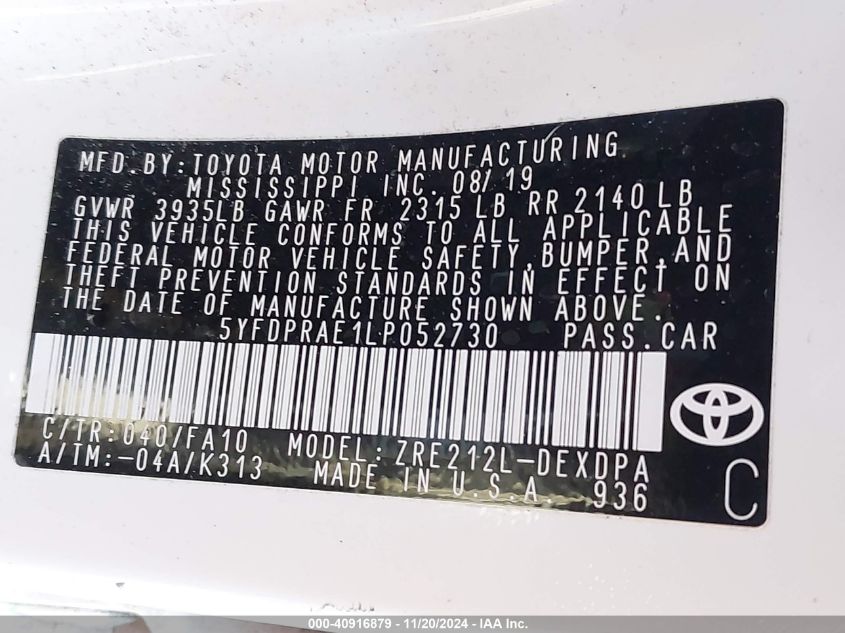 MFD.BY:TOYOTA MOTOR MANUFACTURING
MISSISSIPPI INC. 08/19
GVWR 3935LB GAWR FR 2315 LB RR 2140 LB
THIS VEHICLE CONFORMS TO ALL APPLICABLE
FEDERAL MOTOR VEHICLE SAFETY,BUMPER,AND
THEFT PREVENTION STANDARDS IN EFFECT ON
THE DATE OF MANUFACTURE SHOWN ABOVE.
5YFDPRAE1LP052730 PASS.CAR
C/TR:040/FA10 MODEL: ZRE212L-DEXDPA
A/TM:-04A/K313 MADE IN U.S.A. 936
C
000-40916879 - 11/20/2024 - IAA Inc.